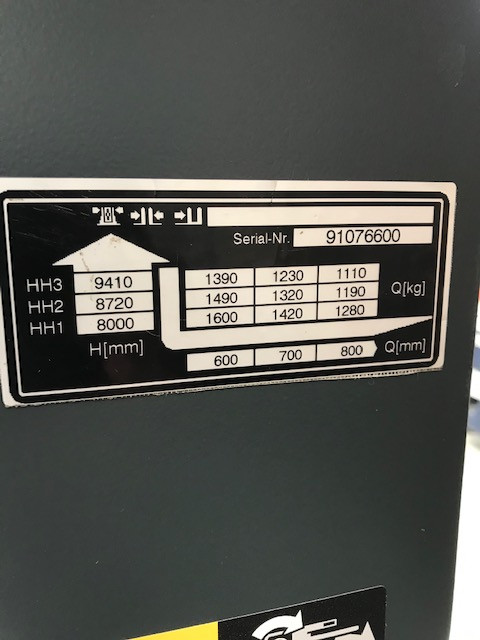 Serial-Nr. 91076600
HH3 9410 1390 1230 1110 Q[kg]
HH2 8720 1490 1320 1190
HH1 8000 1600 1420 1280
H[mm] 600 700 800 Q[mm]